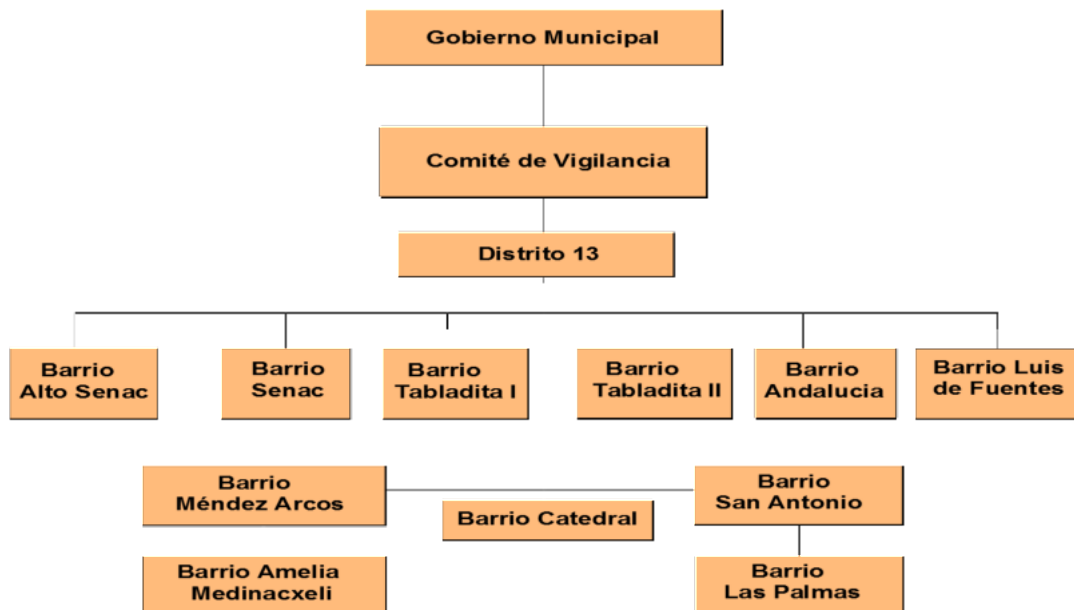 Gobierno Municipal
Comité de Vigilancia
Distrito 13
Barrio
Alto Senac
Barrio
Senac
Barrio
Tabladita I
Barrio
Tabladita II
Barrio
Andalucia
Barrio Luis
de Fuentes
Barrio
Méndez Arcos
Barrio Catedral
Barrio
San Antonio
Barrio Amelia
Medinacxeli
Barrio
Las Palmas